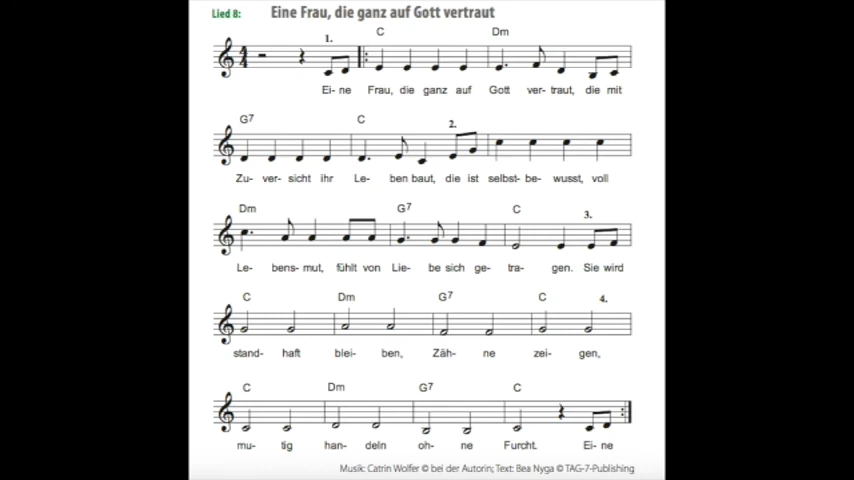 Lied 8: Eine Frau, die ganz auf Gott vertraut
1. C Dm
Ei- ne Frau, die ganz auf Gott ver- traut, die mit
G7 C 2.
Zu- ver- sicht ihr Le- ben baut, die ist selbst- be- wusst, voll
Dm G7 C 3.
Le- bens- mut, fühlt von Lie- be sich ge- tra- gen. Sie wird
C Dm G7 C 4.
stand- haft blei- ben, Zäh- ne zei- gen,
C Dm G7 C
mu- tig han- deln oh- ne Furcht. Ei- ne
Musik: Catrin Wolfer © bei der Autorin; Text: Bea Nyga © TAG-7-Publishing